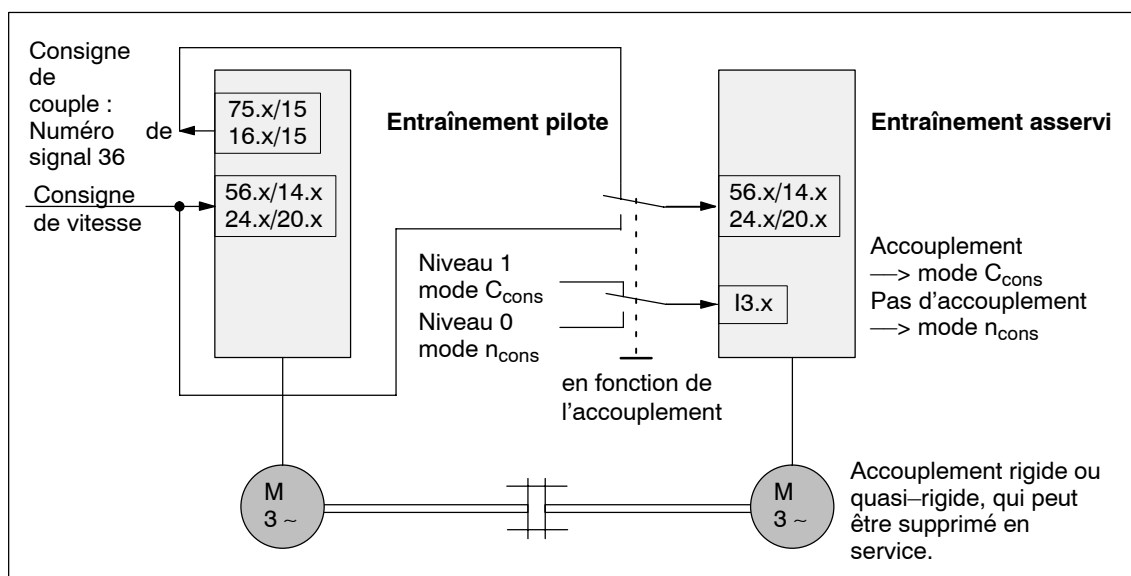 Consigne
de
couple :
Numéro de
signal 36
75.x/15
16.x/15
Entraînement pilote
Entraînement asservi
Consigne
de vitesse
56.x/14.x
24.x/20.x
56.x/14.x
24.x/20.x
Niveau 1
mode Ccons
Niveau 0
mode ncons
I3.x
Accouplement
—> mode Ccons
Pas d'accouplement
—> mode ncons
en fonction de
l'accouplement
M
3 ~
M
3 ~
Accouplement rigide ou
quasi–rigide, qui peut
être supprimé en
service.